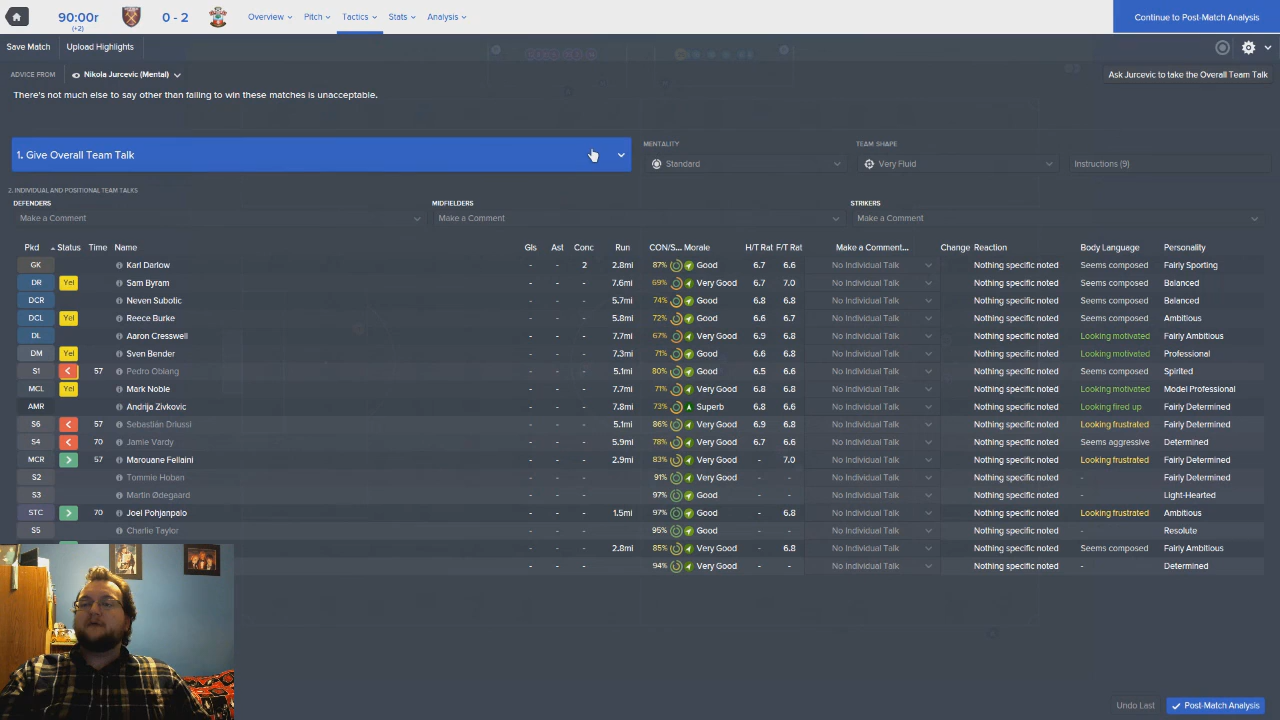 90:00r
(+2)
0 - 2
Overview
Pitch
Tactics
Stats
Analysis
Continue to Post-Match Analysis
Save Match
Upload Highlights
ADVICE FROM
Nikola Jurcevic (Mental)
Ask Jurcevic to take the Overall Team Talk
There's not much else to say other than failing to win these matches is unacceptable.
1. Give Overall Team Talk
MENTALITY
Standard
TEAM SHAPE
Very Fluid
Instructions (9)
2. INDIVIDUAL AND POSITIONAL TEAM TALKS
DEFENDERS
Make a Comment
MIDFIELDERS
Make a Comment
STRIKERS
Make a Comment
Pkd Status Time Name Gls Ast Conc Run CON/S... Morale H/T Rat F/T Rat Make a Comment... Change Reaction Body Language Personality
GK Karl Darlow - - 2 2.8mi 87% Good 6.7 6.6 No Individual Talk Nothing specific noted Seems composed Fairly Sporting
DR Yel Sam Byram - - - 7.6mi 69% Very Good 6.7 7.0 No Individual Talk Nothing specific noted Seems composed Balanced
DCR Neven Subotic - - - 5.7mi 74% Good 6.8 6.8 No Individual Talk Nothing specific noted Seems composed Balanced
DCL Yel Reece Burke - - - 5.8mi 72% Good 6.6 6.7 No Individual Talk Nothing specific noted Seems composed Ambitious
DL Aaron Cresswell - - - 7.7mi 67% Very Good 6.9 6.8 No Individual Talk Nothing specific noted Looking motivated Fairly Ambitious
DM Yel Sven Bender - - - 7.3mi 71% Good 6.6 6.8 No Individual Talk Nothing specific noted Looking motivated Professional
S1 57 Pedro Obiang - - - 5.1mi 80% Good 6.5 6.5 No Individual Talk Nothing specific noted Seems composed Spirited
MCL Yel Mark Noble - - - 7.7mi 71% Very Good 6.8 6.8 No Individual Talk Nothing specific noted Looking motivated Model Professional
AMR Andrija Zivkovic - - - 7.8mi 73% Superb 6.8 6.6 No Individual Talk Nothing specific noted Looking fired up Fairly Determined
S6 Sebastián Driussi - - - 5.1mi 86% Very Good 6.9 6.8 No Individual Talk Nothing specific noted Looking frustrated Fairly Determined
S4 70 Jamie Vardy - - - 5.9mi 78% Very Good 6.7 6.6 No Individual Talk Nothing specific noted Seems aggressive Determined
MCR 57 Marouane Fellaini - - - 2.9mi 83% Very Good - 7.0 No Individual Talk Nothing specific noted Looking frustrated Fairly Determined
S2 Tommie Hoban - - - 91% Very Good - - No Individual Talk Nothing specific noted - Fairly Determined
S3 Martin Ødegaard - - - 97% Good - - No Individual Talk Nothing specific noted - Light-Hearted
STC 70 Joel Pohjanpalo - - - 1.5mi 97% Good - 6.8 No Individual Talk Nothing specific noted Looking frustrated Ambitious
S5 Charlie Taylor - - - 95% Good - - No Individual Talk Nothing specific noted - Resolute
- - - 2.8mi 85% Very Good - 6.8 No Individual Talk Nothing specific noted Seems composed Fairly Ambitious
- - - 94% Very Good - - No Individual Talk Nothing specific noted - Determined
Undo Last
Post-Match Analysis